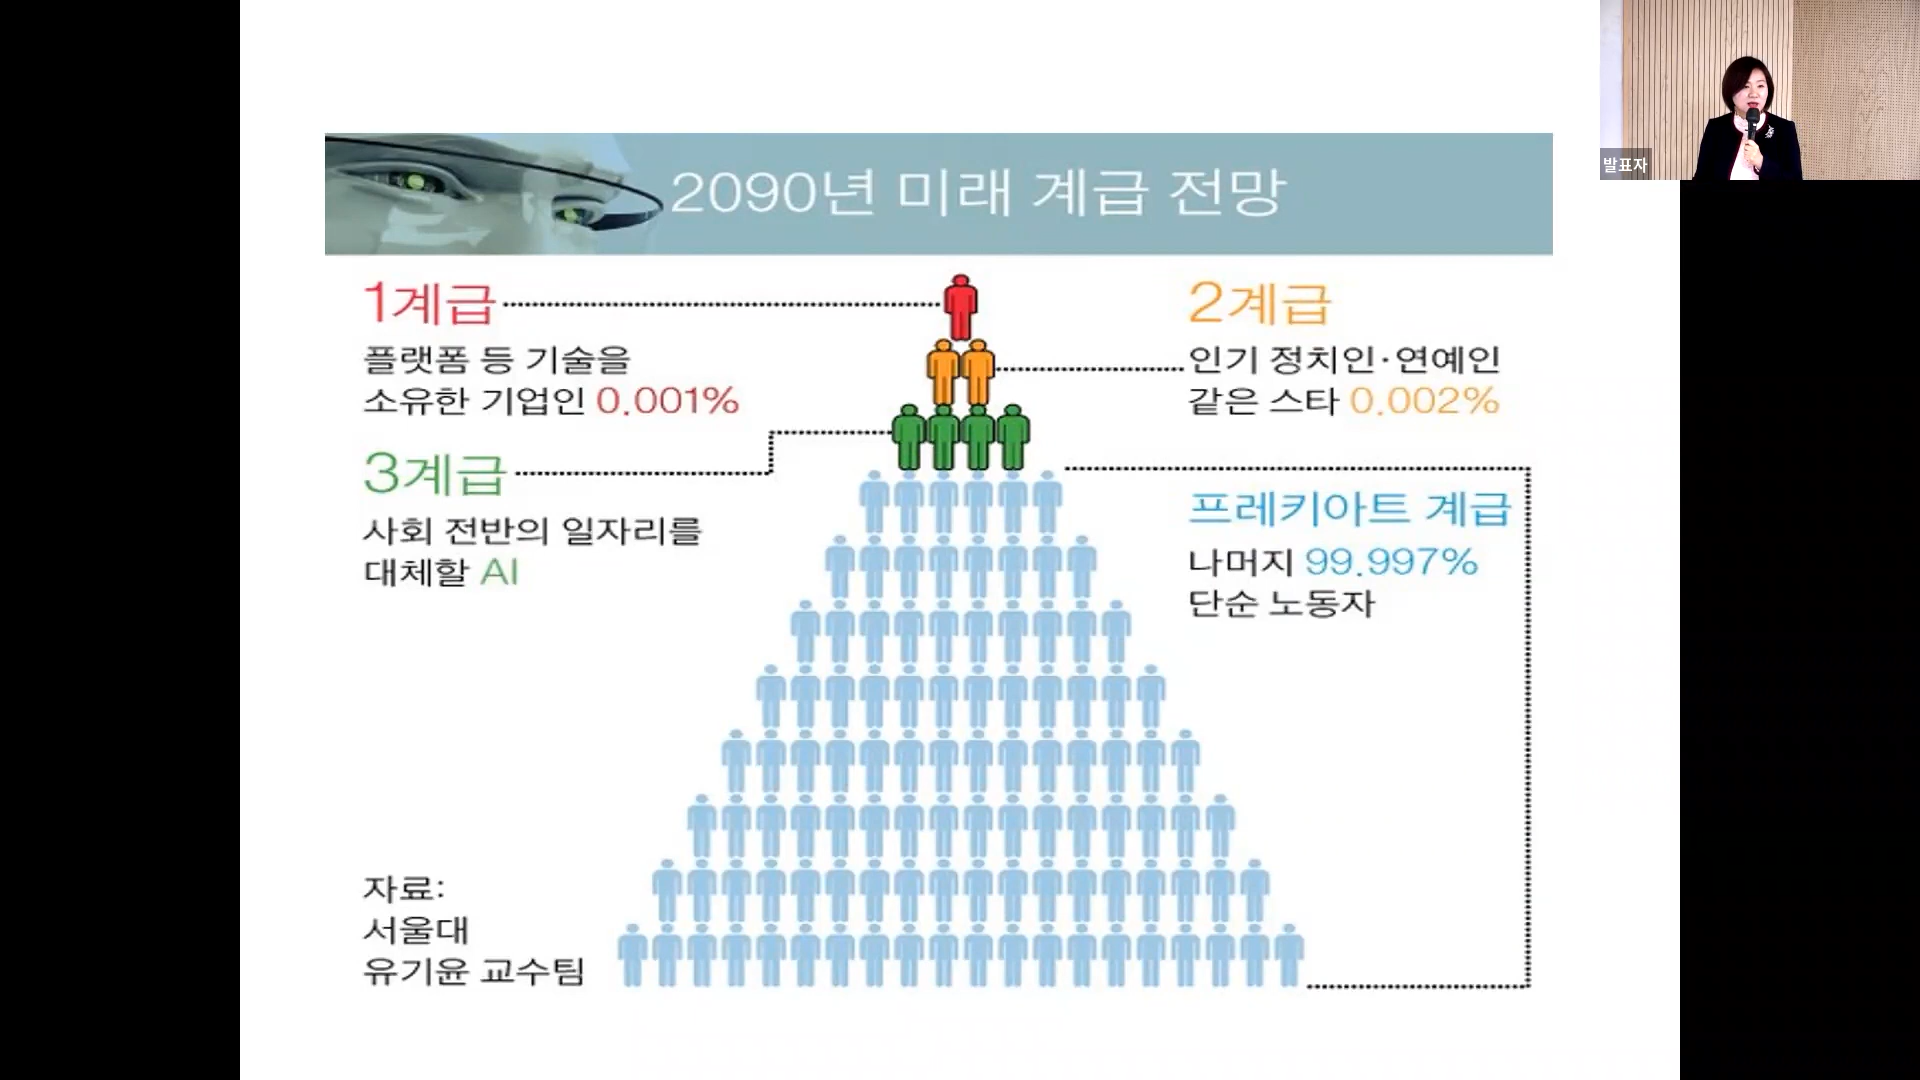 발표자
2090년 미래 계급 전망
1계급
플랫폼 등 기술을
소유한 기업인 0.001%
2계급
인기 정치인·연예인
같은 스타 0.002%
3계급
사회 전반의 일자리를
대체할 AI
프레키아트 계급
나머지 99.997%
단순 노동자
자료:
서울대
유기윤 교수팀